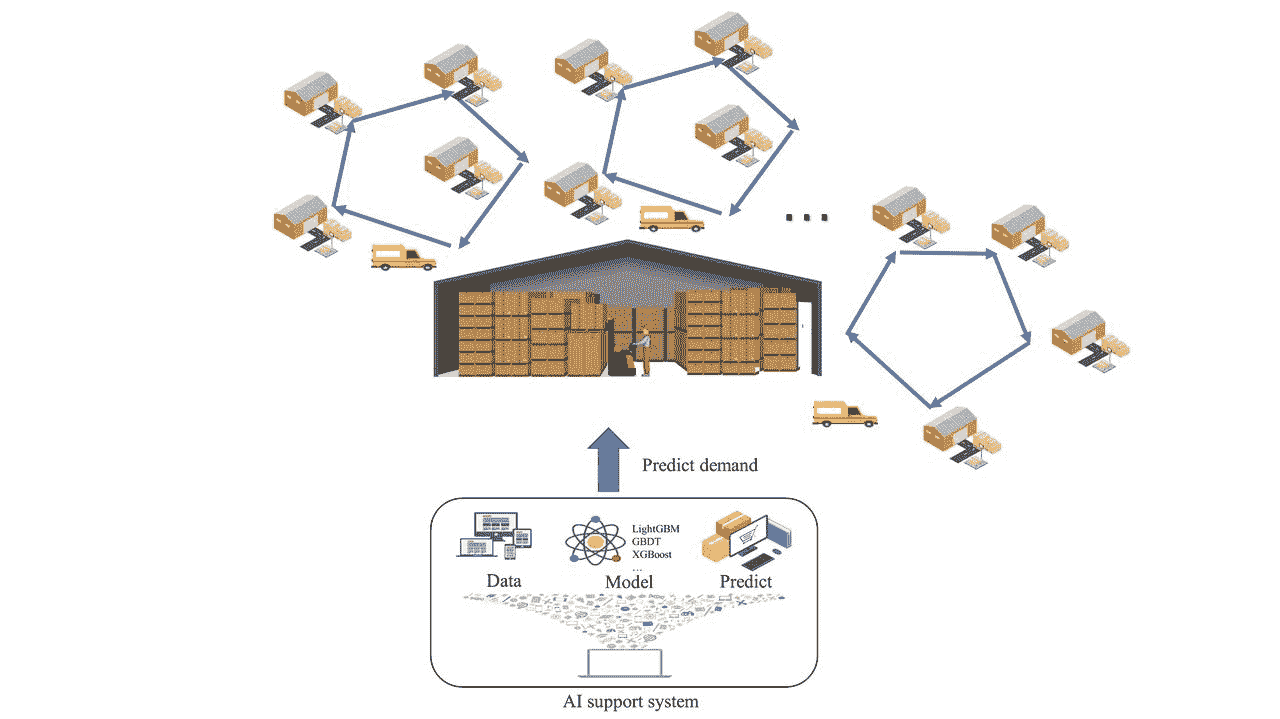 Predict demand
LightGBM
GBDT
XGBoost
...
Data
Model
Predict
AI support system